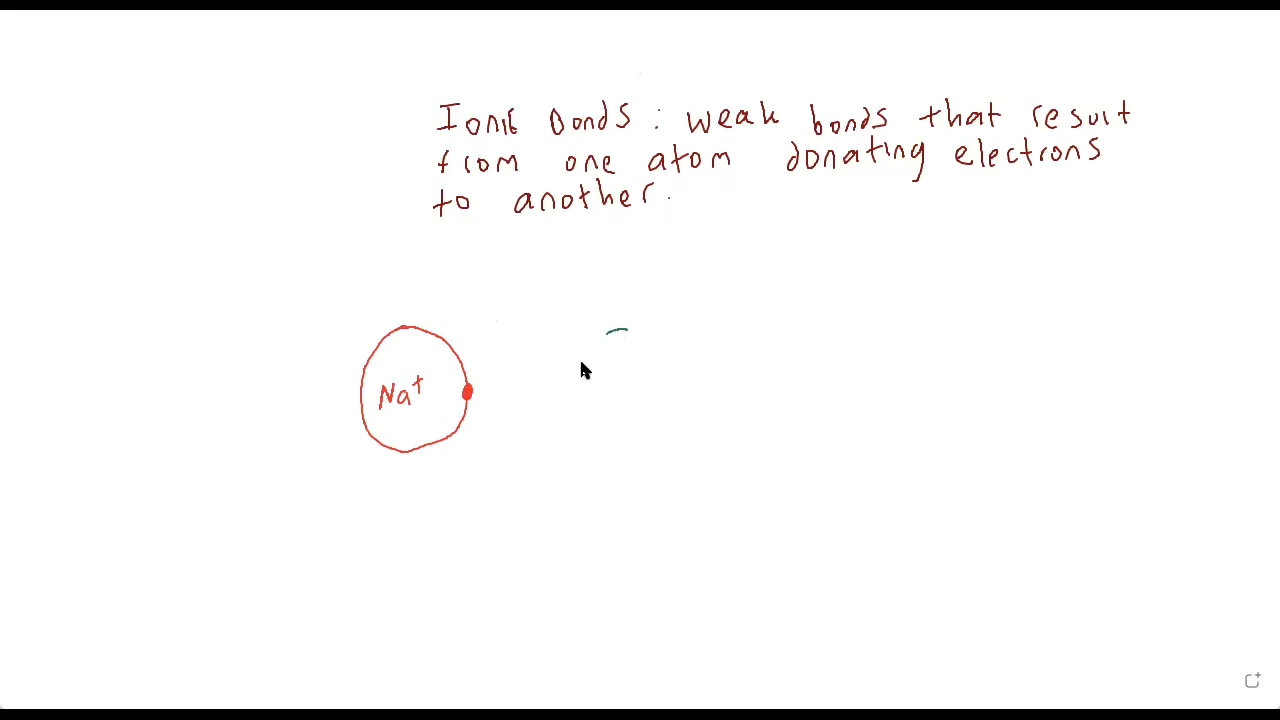 Ionic bonds: weak bonds that result
from one atom donating electrons
to another.
Na+